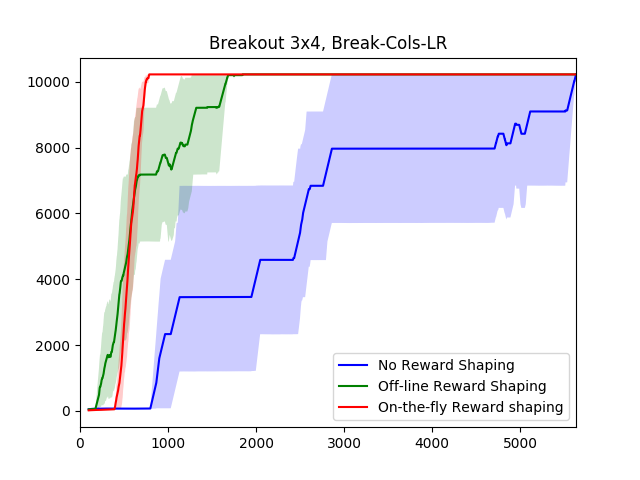 Breakout 3x4, Break-Cols-LR
10000
8000
6000
4000
2000
0
0 1000 2000 3000 4000 5000
No Reward Shaping
Off-line Reward Shaping
On-the-fly Reward shaping